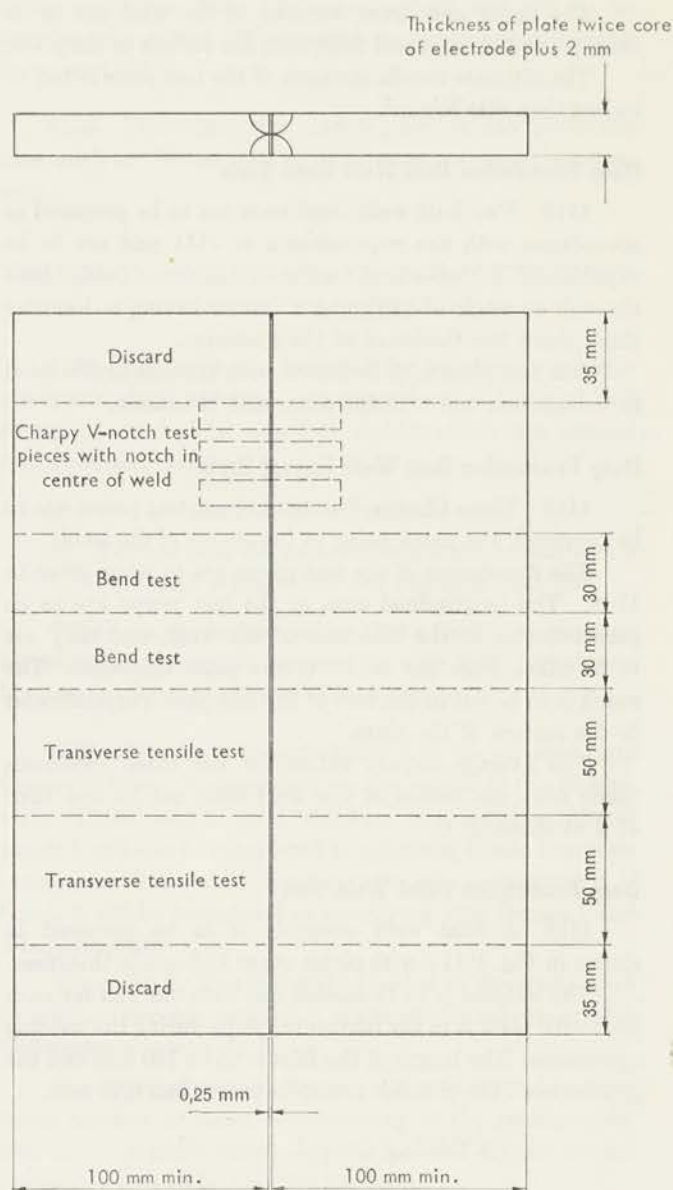 Thickness of plate twice core
of electrode plus 2 mm
Discard
35 mm
Charpy V-notch test
pieces with notch in
centre of weld
Bend test
30 mm
Bend test
30 mm
Transverse tensile test
50 mm
Transverse tensile test
50 mm
Discard
35 mm
0,25 mm
100 mm min.
100 mm min.